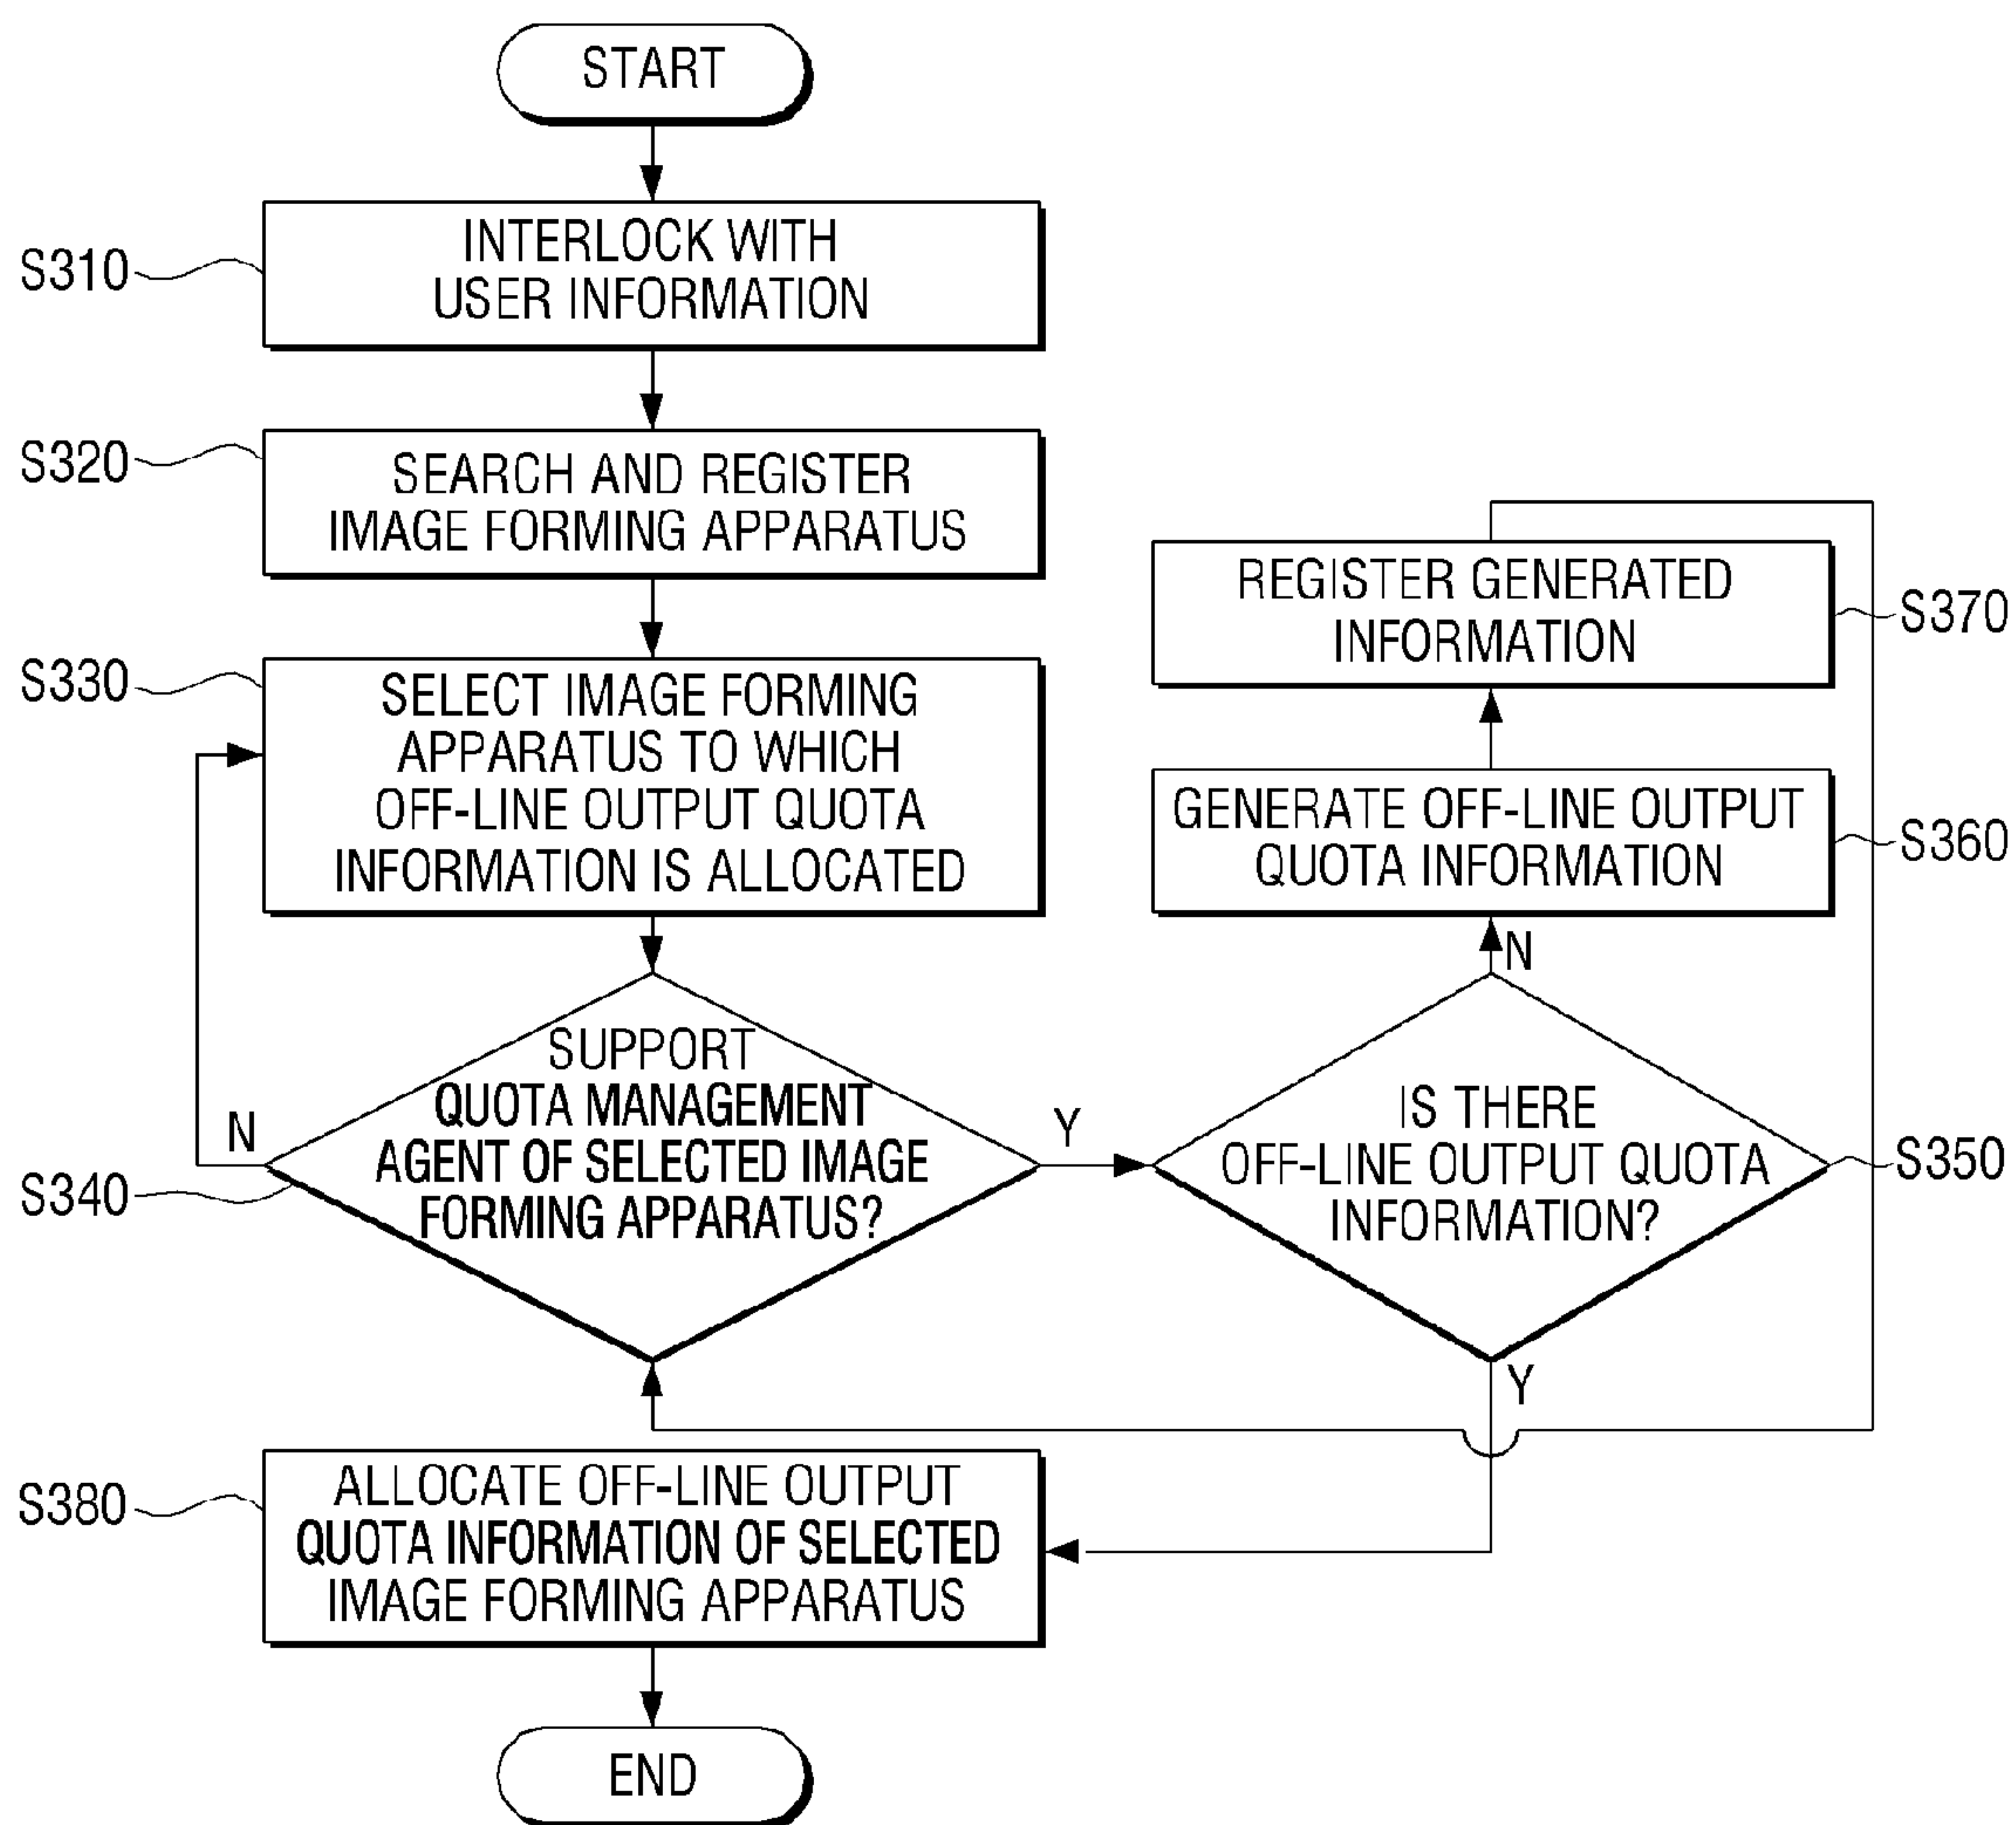 START
S310
INTERLOCK WITH
USER INFORMATION
S320
SEARCH AND REGISTER
IMAGE FORMING APPARATUS
S330
SELECT IMAGE FORMING
APPARATUS TO WHICH
OFF-LINE OUTPUT QUOTA
INFORMATION IS ALLOCATED
REGISTER GENERATED
INFORMATION
S370
GENERATE OFF-LINE OUTPUT
QUOTA INFORMATION
S360
N
S340
SUPPORT
QUOTA MANAGEMENT
AGENT OF SELECTED IMAGE
FORMING APPARATUS?
Y
N
IS THERE
OFF-LINE OUTPUT QUOTA
INFORMATION?
S350
Y
S380
ALLOCATE OFF-LINE OUTPUT
QUOTA INFORMATION OF SELECTED
IMAGE FORMING APPARATUS
END